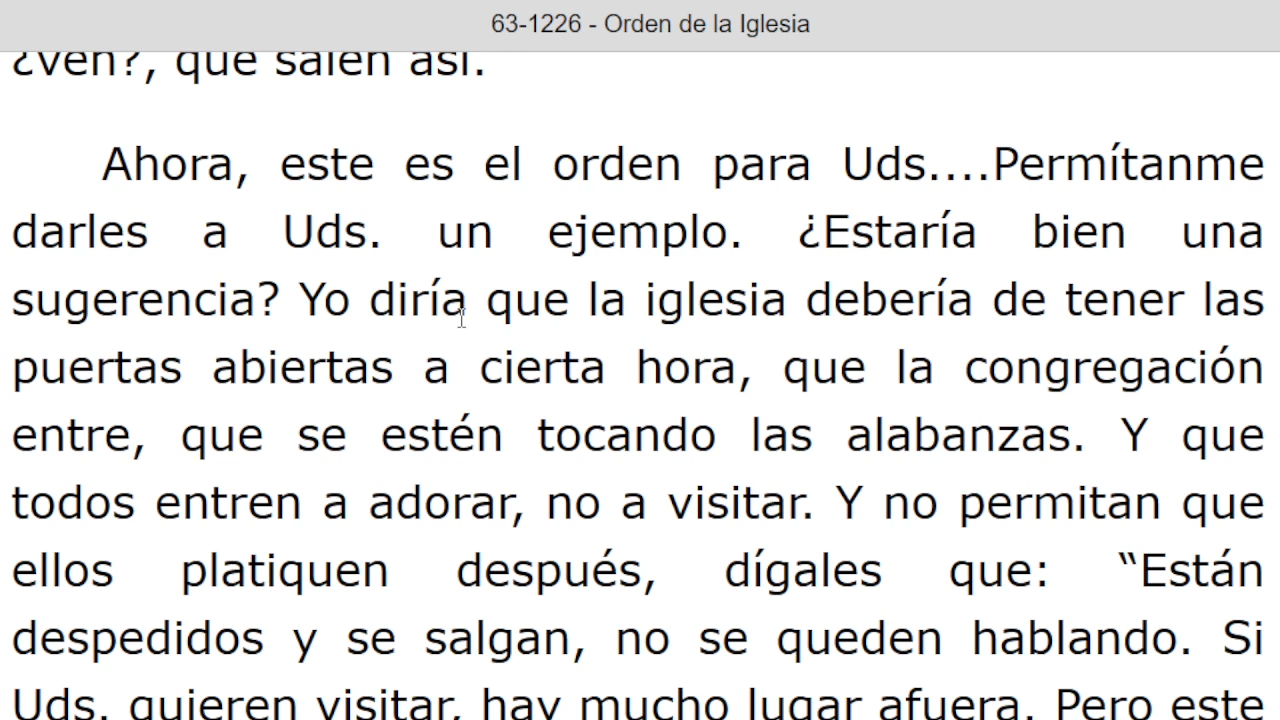 63-1226 - Orden de la Iglesia
¿ven?, que salen así.
Ahora, este es el orden para Uds....Permítanme
darles a Uds. un ejemplo. ¿Estaría bien una
sugerencia? Yo diría que la iglesia debería de tener las
puertas abiertas a cierta hora, que la congregación
entre, que se estén tocando las alabanzas. Y que
todos entren a adorar, no a visitar. Y no permitan que
ellos platiquen después, dígales que: “Están
despedidos y se salgan, no se queden hablando. Si
Uds. quieren visitar, hay mucho lugar afuera. Pero este